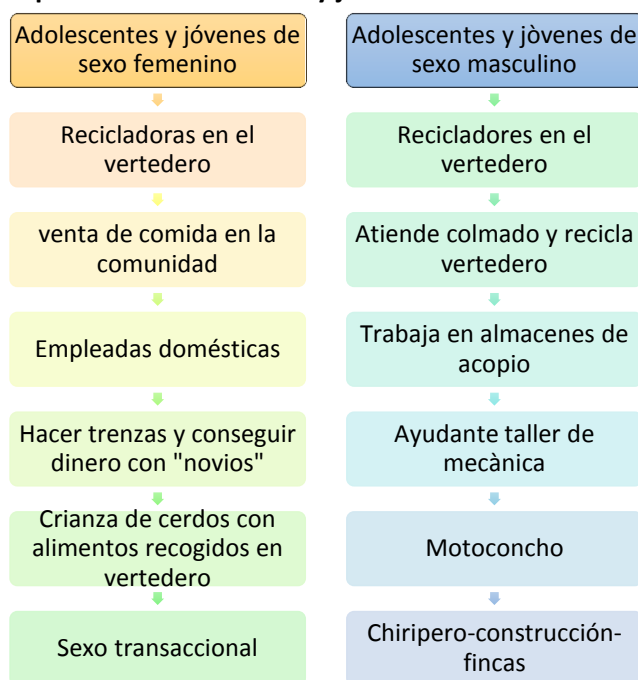 Adolescentes y jóvenes de
sexo femenino
Recicladoras en el
vertedero
venta de comida en la
comunidad
Empleadas domésticas
Hacer trenzas y conseguir
dinero con "novios"
Crianza de cerdos con
alimentos recogidos en
vertedero
Sexo transaccional
Adolescentes y jòvenes de
sexo masculino
Recicladores en el
vertedero
Atiende colmado y recicla
vertedero
Trabaja en almacenes de
acopio
Ayudante taller de
mecànica
Motoconcho
Chiripero-construcción-
fincas